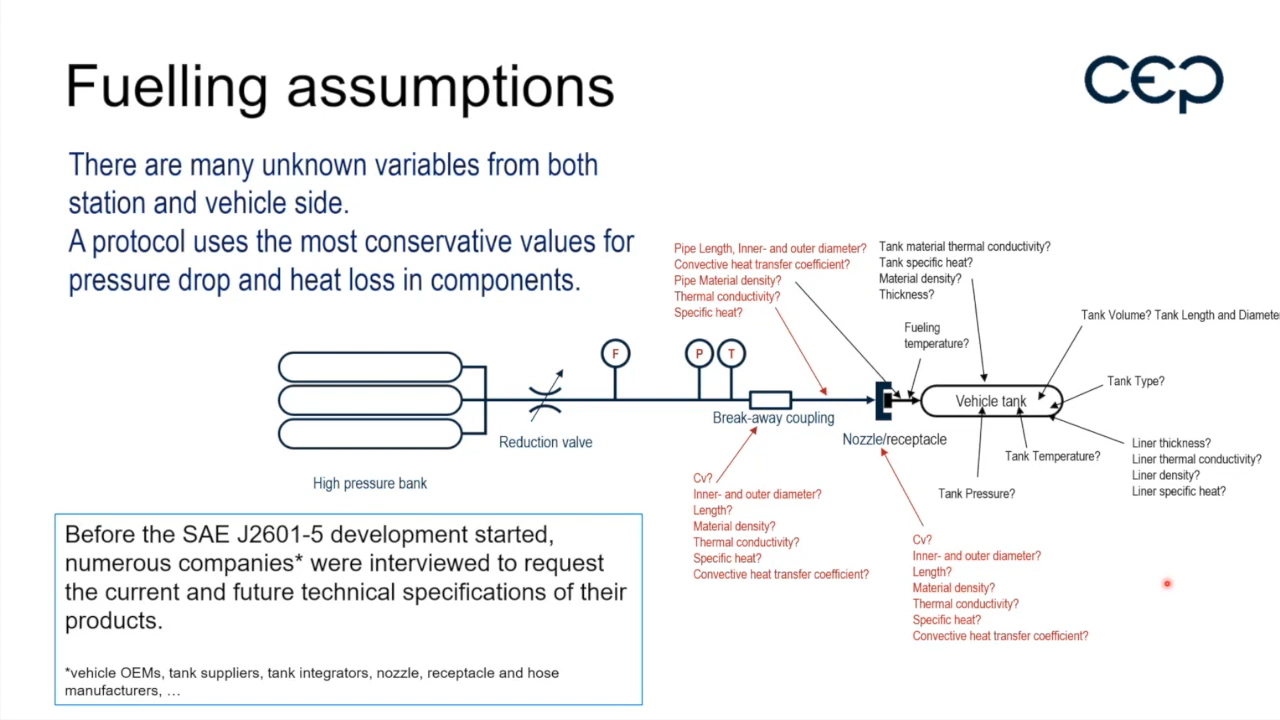 Fuelling assumptions
cep
There are many unknown variables from both
station and vehicle side.
A protocol uses the most conservative values for
pressure drop and heat loss in components.
Pipe Length, Inner- and outer diameter?
Convective heat transfer coefficient?
Pipe Material density?
Thermal conductivity?
Specific heat?
Tank material thermal conductivity?
Tank specific heat?
Material density?
Thickness?
Fueling
temperature?
Tank Volume? Tank Length and Diamete
Tank Type?
F
P
T
Vehicle tank
Break-away coupling
Reduction valve
Nozzle/receptacle
High pressure bank
Tank Temperature?
Tank Pressure?
Liner thickness?
Liner thermal conductivity?
Liner density?
Liner specific heat?
Cv?
Inner- and outer diameter?
Length?
Material density?
Thermal conductivity?
Specific heat?
Convective heat transfer coefficient?
Cv?
Inner- and outer diameter?
Length?
Material density?
Thermal conductivity?
Specific heat?
Convective heat transfer coefficient?
Before the SAE J2601-5 development started,
numerous companies* were interviewed to request
the current and future technical specifications of their
products.
*vehicle OEMs, tank suppliers, tank integrators, nozzle, receptacle and hose
manufacturers, …